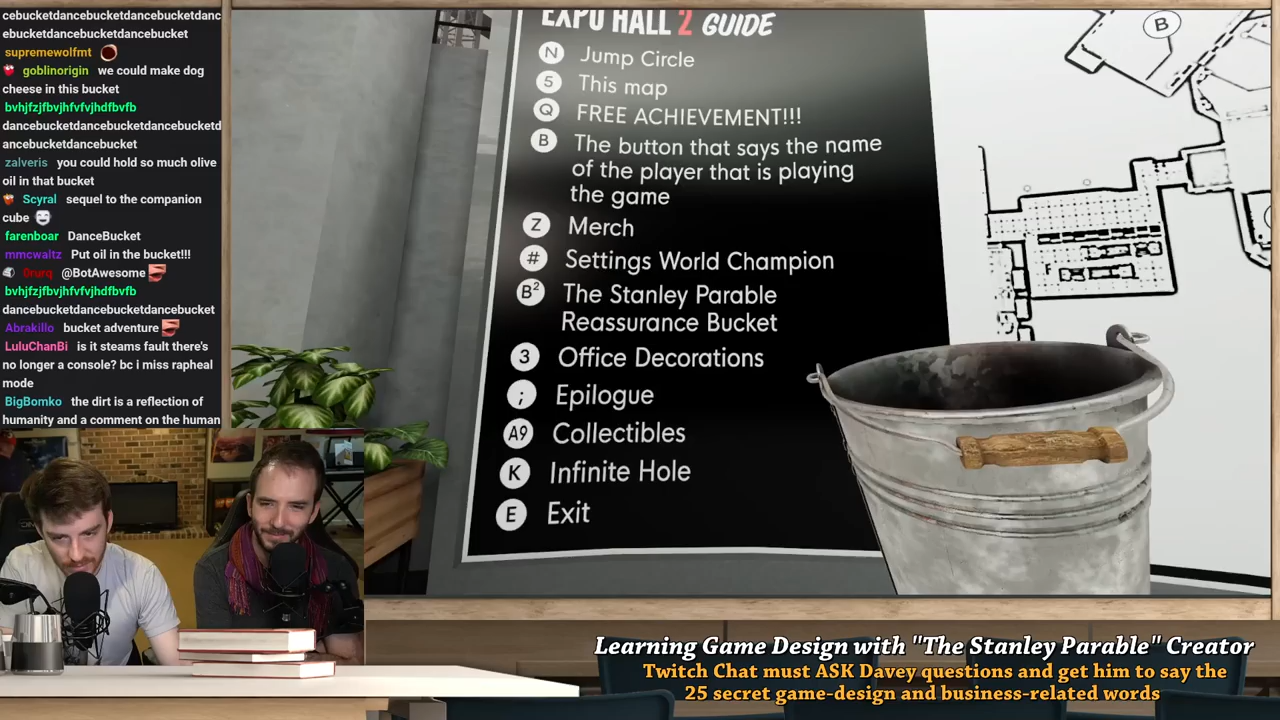 cebucketdancebucketdancebucketdanc
ebucketdancebucketdancebucket
supremewolfmt
goblinorigin we could make dog
cheese in this bucket
bvhjfzjfbvjhfvfvjhdfbvfb
dancebucketdancebucketdancebucketd
ancebucketdancebucket
zalveris you could hold so much olive
oil in that bucket
Scyral sequel to the companion
cube
farenboar DanceBucket
mmcwaltz Put oil in the bucket!!!
0rurq @BotAwesome
bvhjfzjfbvjhfvfvjhdfbvfb
dancebucketdancebucketdancebucket
Abrakillo bucket adventure
LuluChanBi is it steams fault there's
no longer a console? bc i miss rapheal
mode
BigBomko the dirt is a reflection of
humanity and a comment on the human
EXPO HALL 2 GUIDE
N Jump Circle
5 This map
Q FREE ACHIEVEMENT!!!
B The button that says the name
of the player that is playing
the game
Z Merch
# Settings World Champion
B² The Stanley Parable
Reassurance Bucket
3 Office Decorations
; Epilogue
A9 Collectibles
K Infinite Hole
E Exit
B
Learning Game Design with "The Stanley Parable" Creator
Twitch Chat must ASK Davey questions and get him to say the
25 secret game-design and business-related words